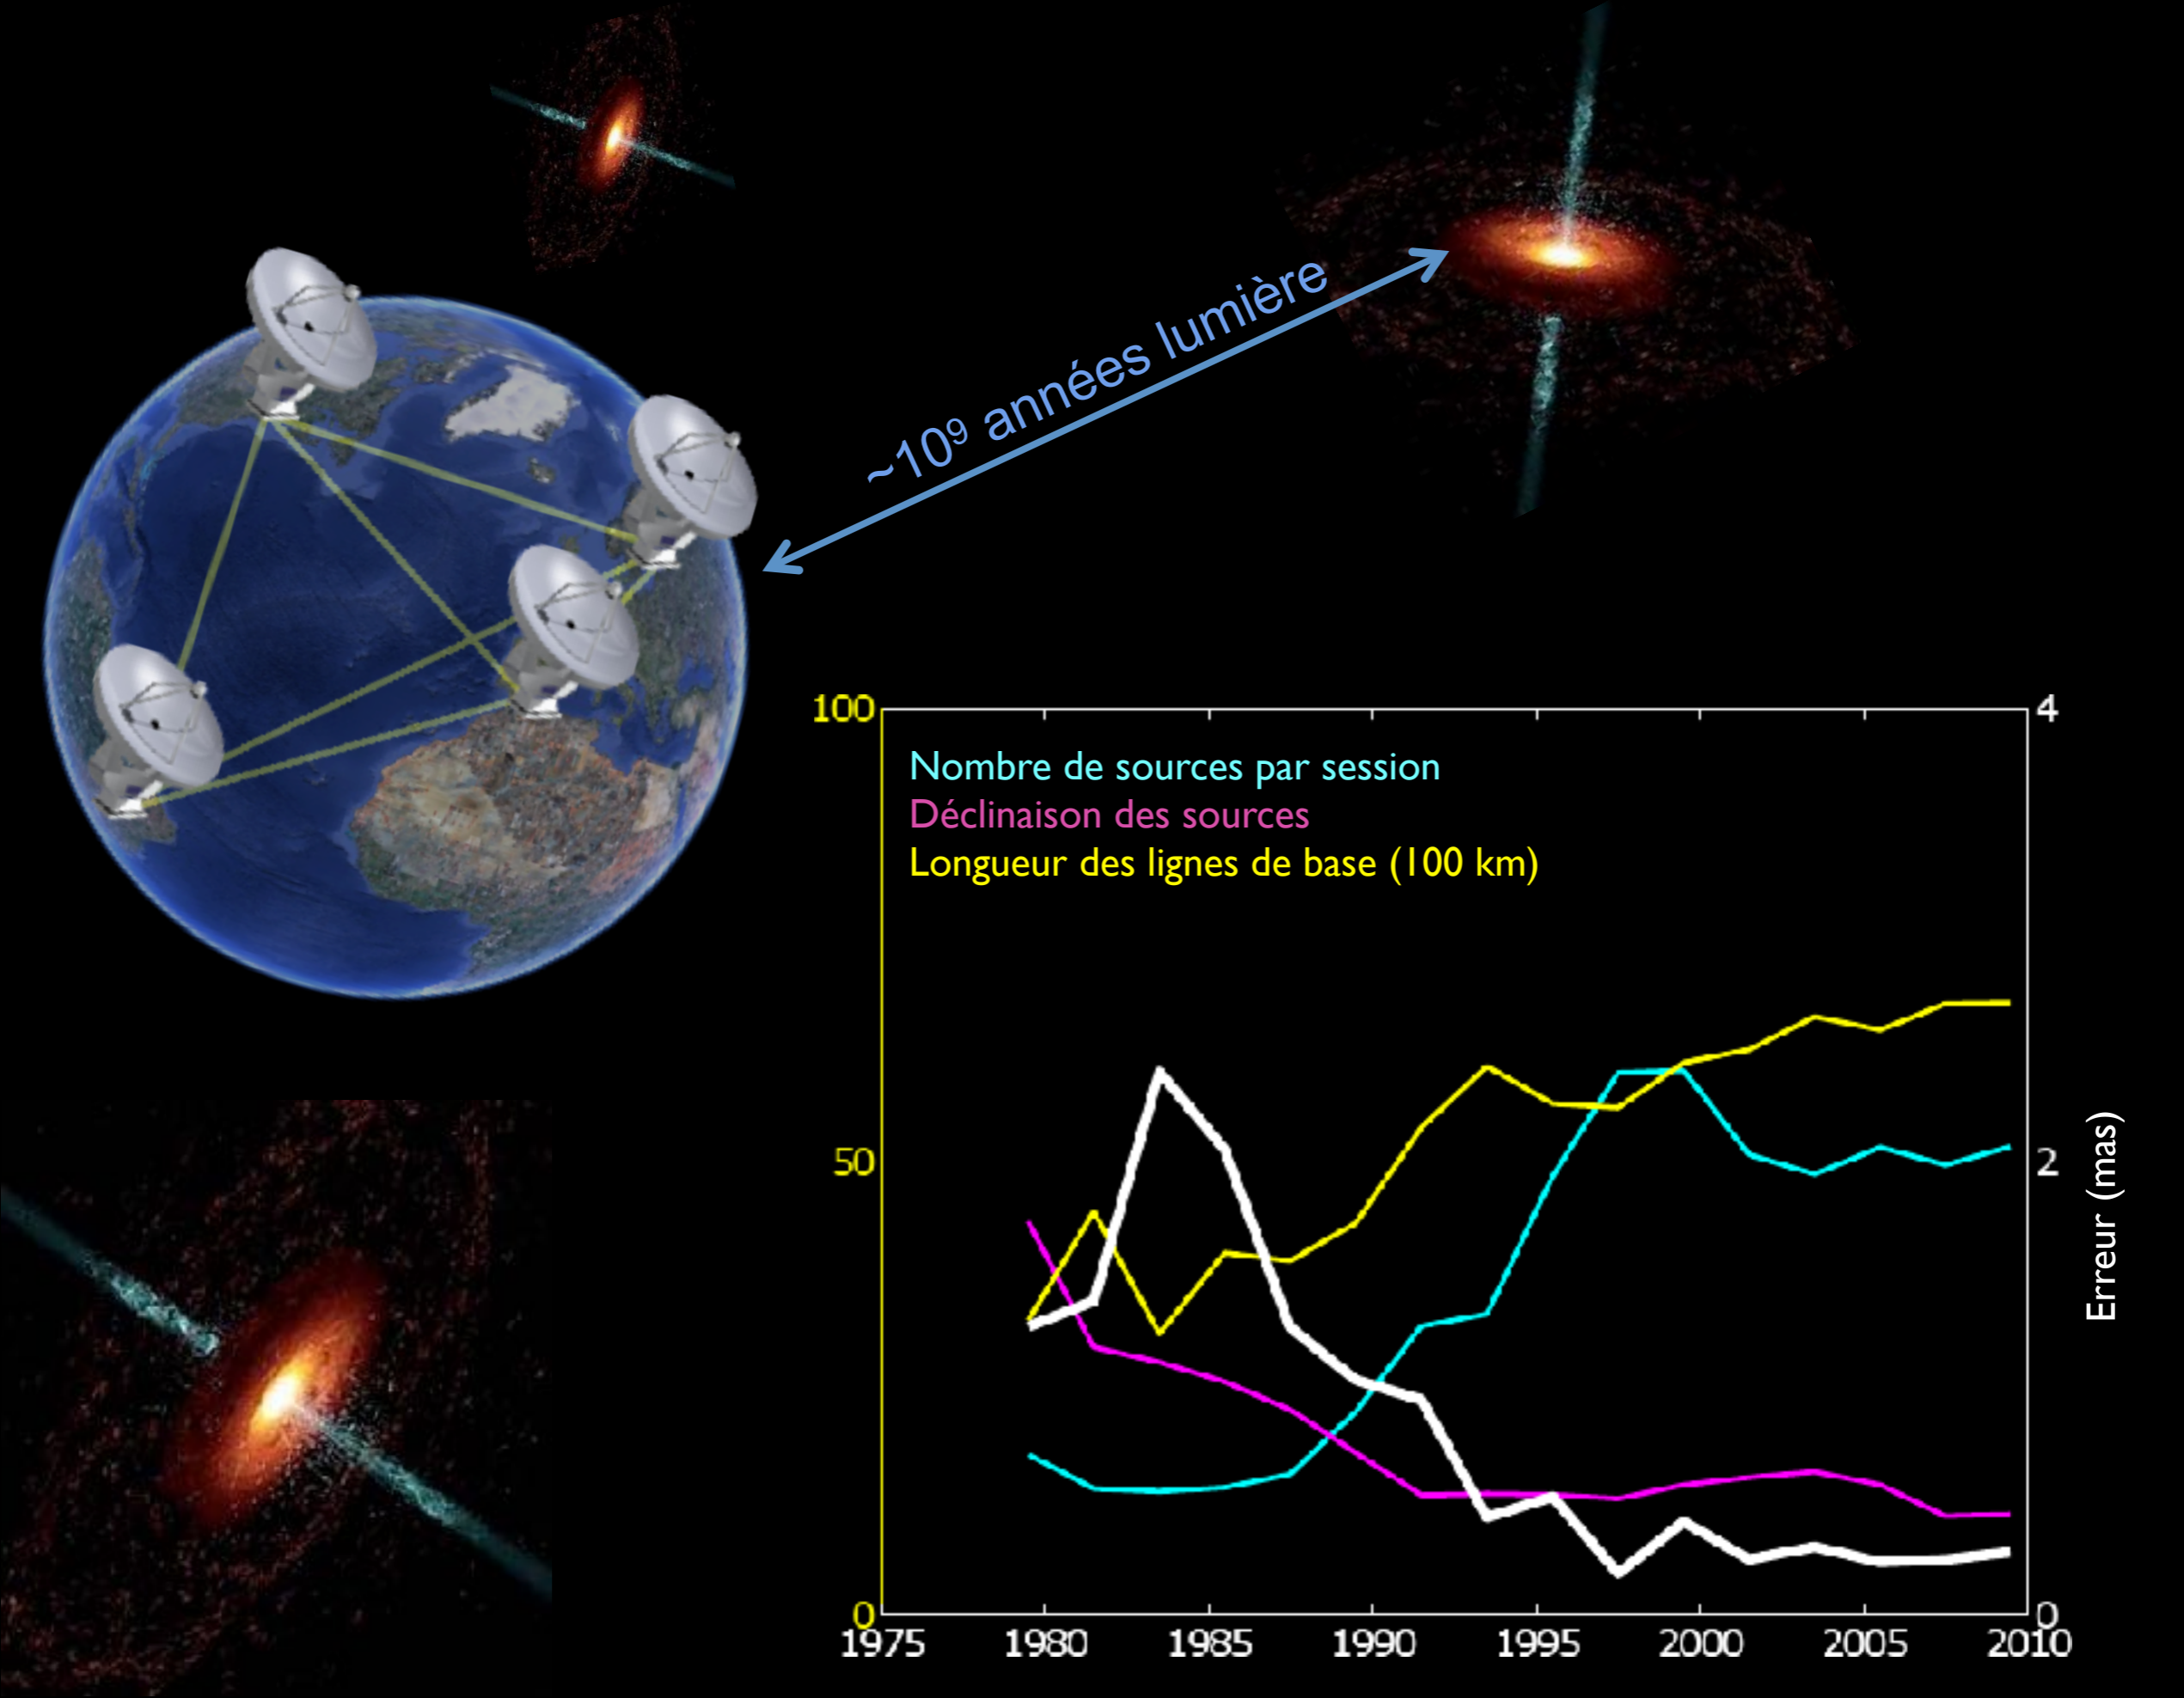 ~10⁹ années lumière
100
4
Nombre de sources par session
Déclinaison des sources
Longueur des lignes de base (100 km)
50
2
Erreur (mas)
0
0
1975 1980 1985 1990 1995 2000 2005 2010